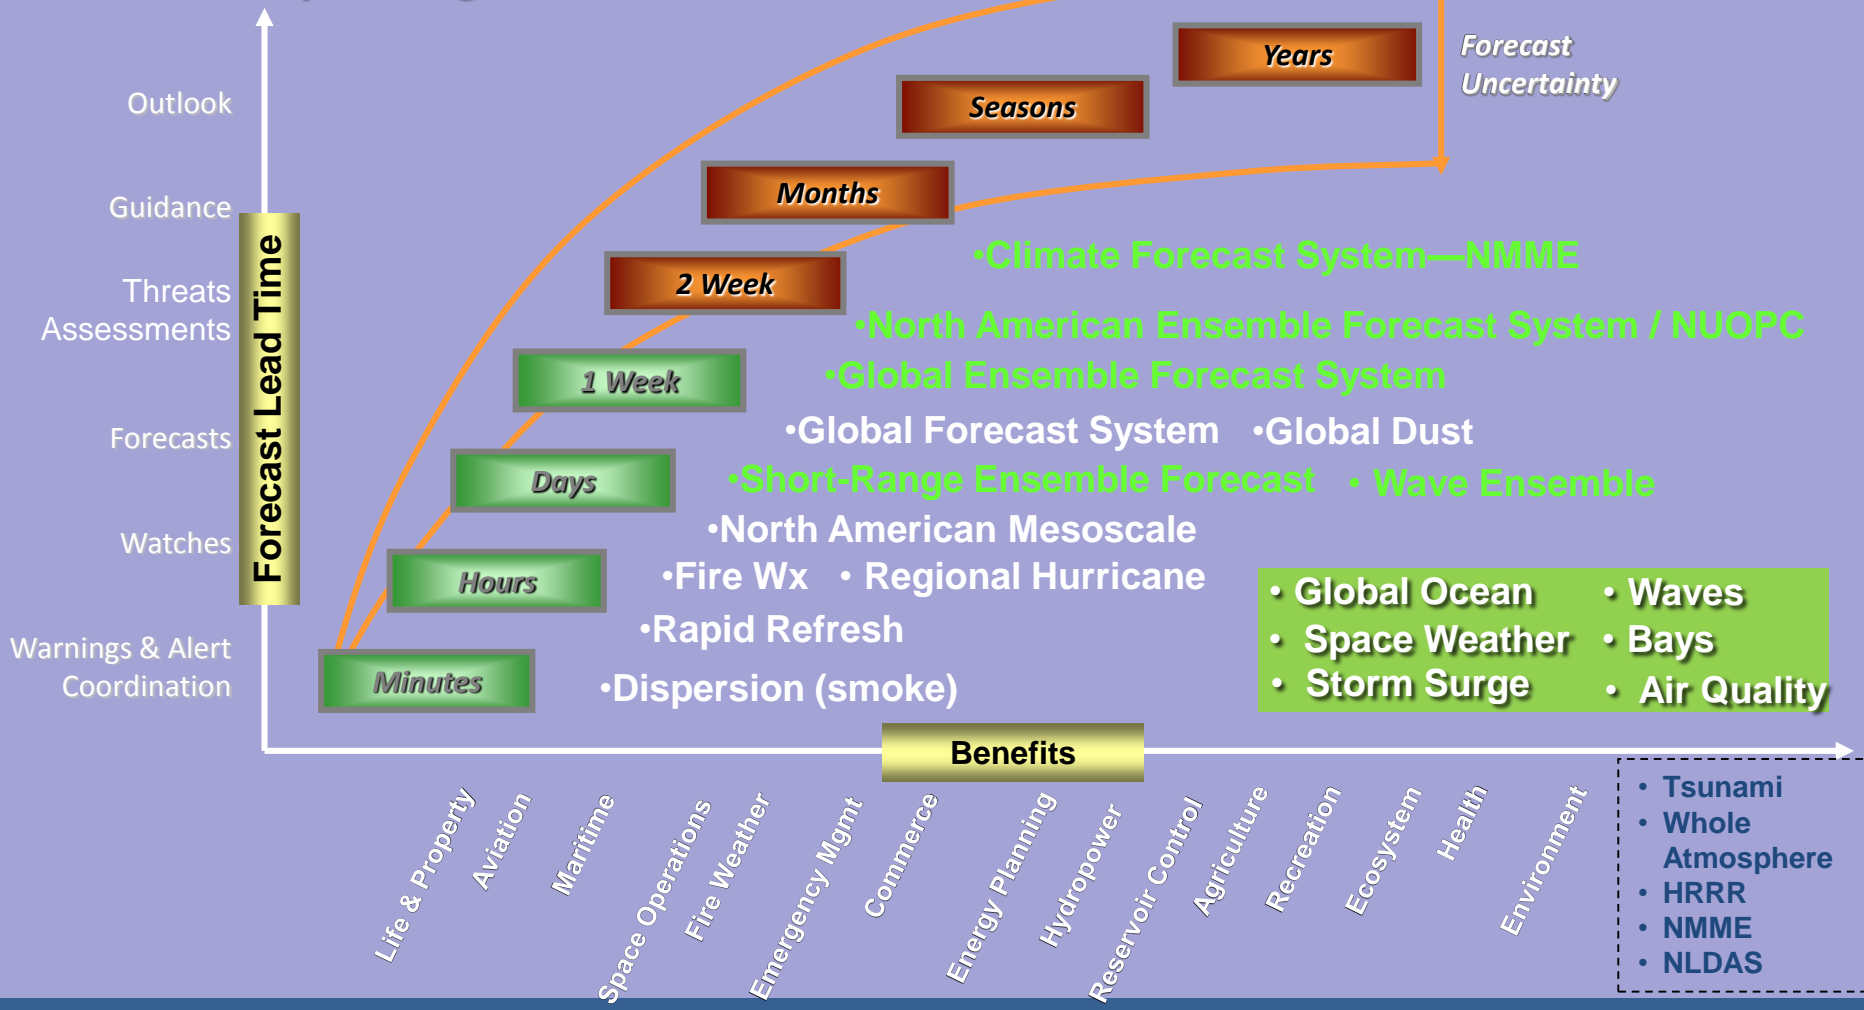 Years
Forecast
Uncertainty
Outlook
Seasons
Months
Guidance
•Climate Forecast System—NMME
2 Week
Threats
Assessments
•North American Ensemble Forecast System / NUOPC
1 Week
•Global Ensemble Forecast System
Forecast Lead Time
Forecasts
•Global Forecast System •Global Dust
Days
•Short-Range Ensemble Forecast • Wave Ensemble
Watches
•North American Mesoscale
Hours
•Fire Wx • Regional Hurricane
• Global Ocean • Waves
•Rapid Refresh
• Space Weather • Bays
Warnings & Alert
Coordination
Minutes
•Dispersion (smoke)
• Storm Surge • Air Quality
Benefits
Life & Property
Aviation
Maritime
Space Operations
Fire Weather
Emergency Mgmt
Commerce
Energy Planning
Hydropower
Reservoir Control
Agriculture
Recreation
Ecosystem
Health
Environment
• Tsunami
• Whole
Atmosphere
• HRRR
• NMME
• NLDAS